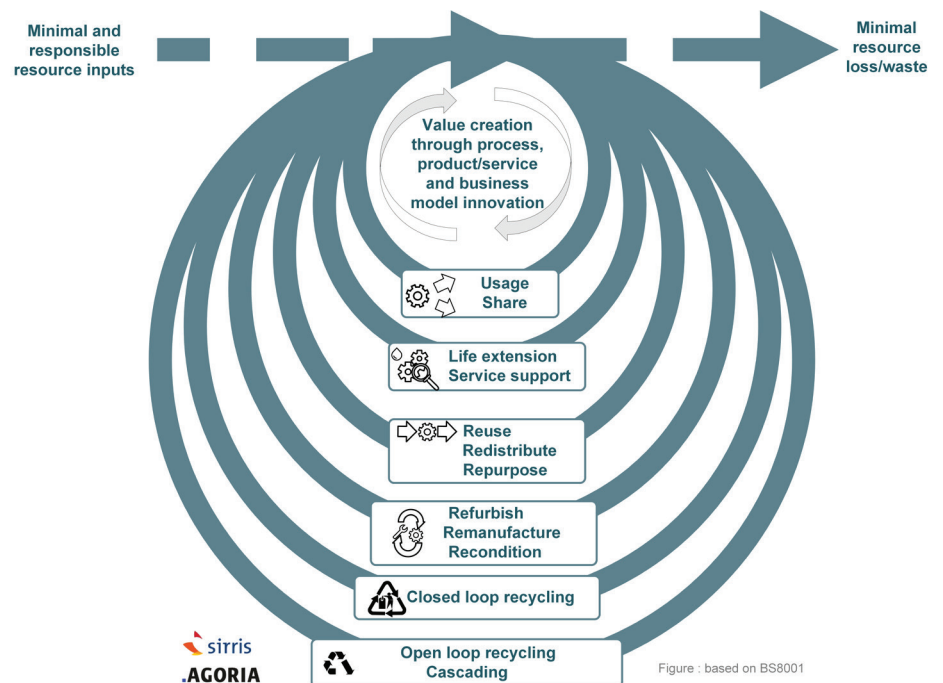 Minimal and
responsible
resource inputs
Minimal
resource
loss/waste
Value creation
through process,
product/service
and business
model innovation
Usage
Share
Life extension
Service support
Reuse
Redistribute
Repurpose
Refurbish
Remanufacture
Recondition
Closed loop recycling
Open loop recycling
Cascading
sirris
.AGORIA
Figure : based on BS8001